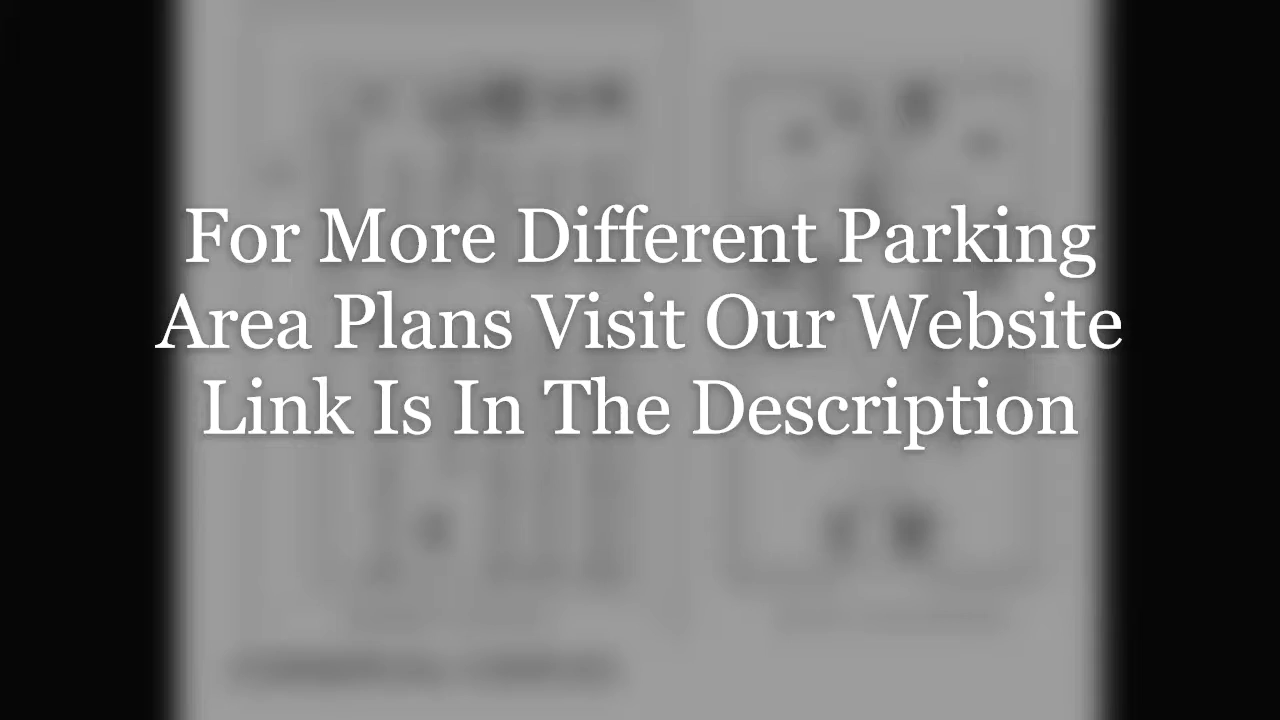 For More Different Parking
Area Plans Visit Our Website
Link Is In The Description